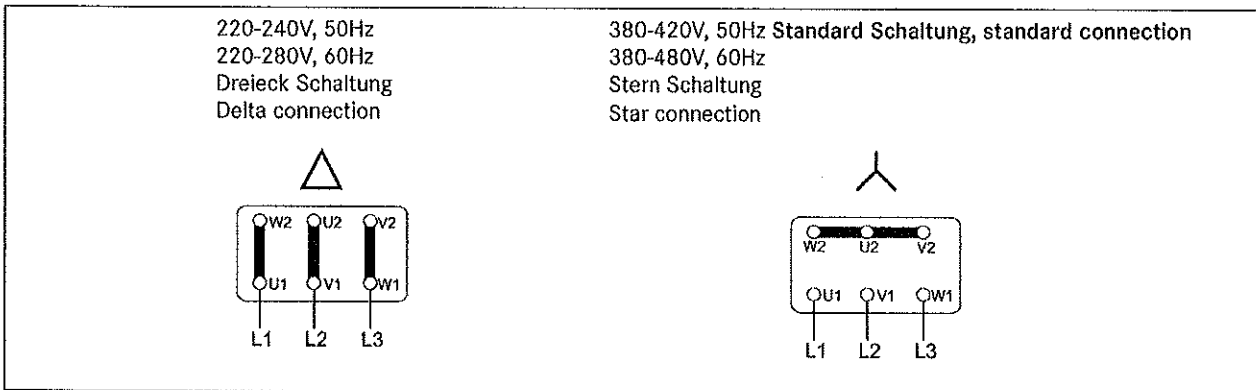 220-240V, 50Hz
220-280V, 60Hz
Dreieck Schaltung
Delta connection
W2 U2 V2
U1 V1 W1
L1 L2 L3
380-420V, 50Hz Standard Schaltung, standard connection
380-480V, 60Hz
Stern Schaltung
Star connection
W2 U2 V2
U1 V1 W1
L1 L2 L3